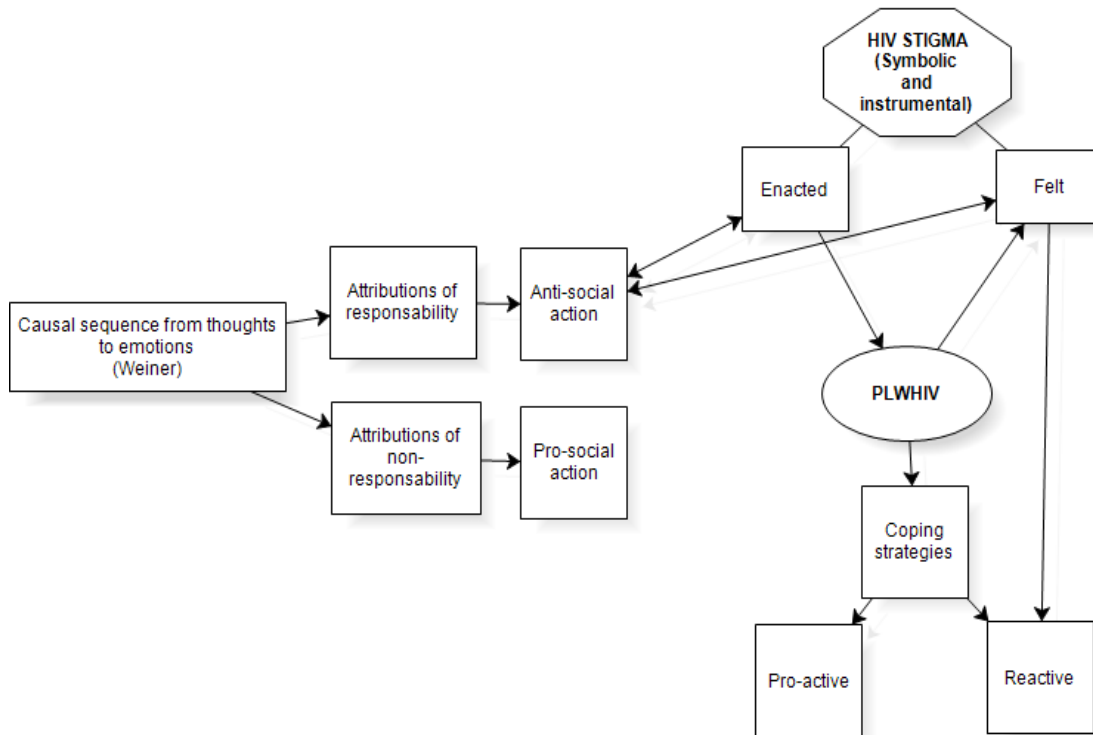 HIV STIGMA
(Symbolic
and
instrumental)
Enacted
Felt
Attributions of
responsability
Anti-social
action
Causal sequence from thoughts
to emotions
(Weiner)
PLWHIV
Attributions of
non-
responsability
Pro-social
action
Coping
strategies
Pro-active
Reactive